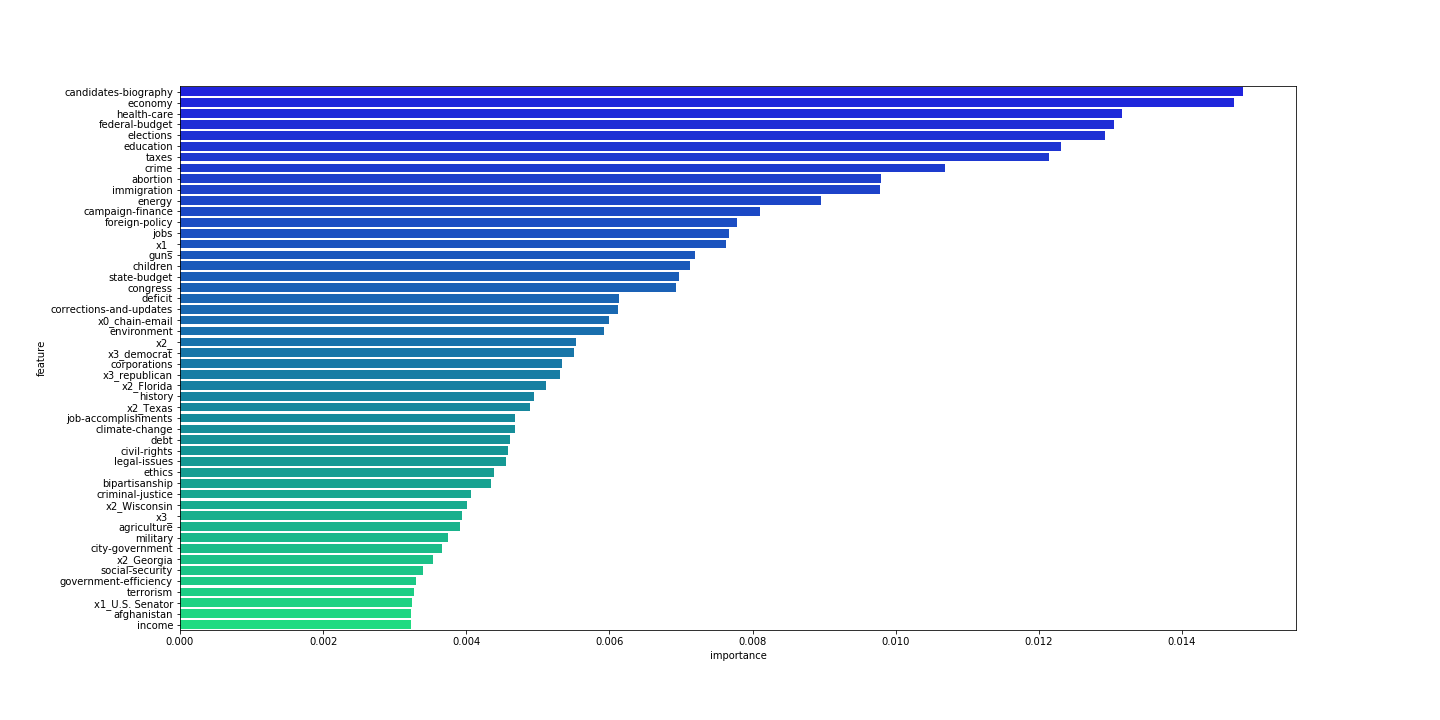 candidates-biography
economy
health-care
federal-budget
elections
education
taxes
crime
abortion
immigration
energy
campaign-finance
foreign-policy
jobs
x1_
guns
children
state-budget
congress
deficit
corrections-and-updates
x0_chain-email
environment
x2_
x3_democrat
corporations
x3_republican
x2_Florida
history
x2_Texas
job-accomplishments
climate-change
debt
civil-rights
legal-issues
ethics
bipartisanship
criminal-justice
x2_Wisconsin
x3_
agriculture
military
city-government
x2_Georgia
social-security
government-efficiency
terrorism
x1_U.S. Senator
afghanistan
income
feature
0.000 0.002 0.004 0.006 0.008 0.010 0.012 0.014
importance